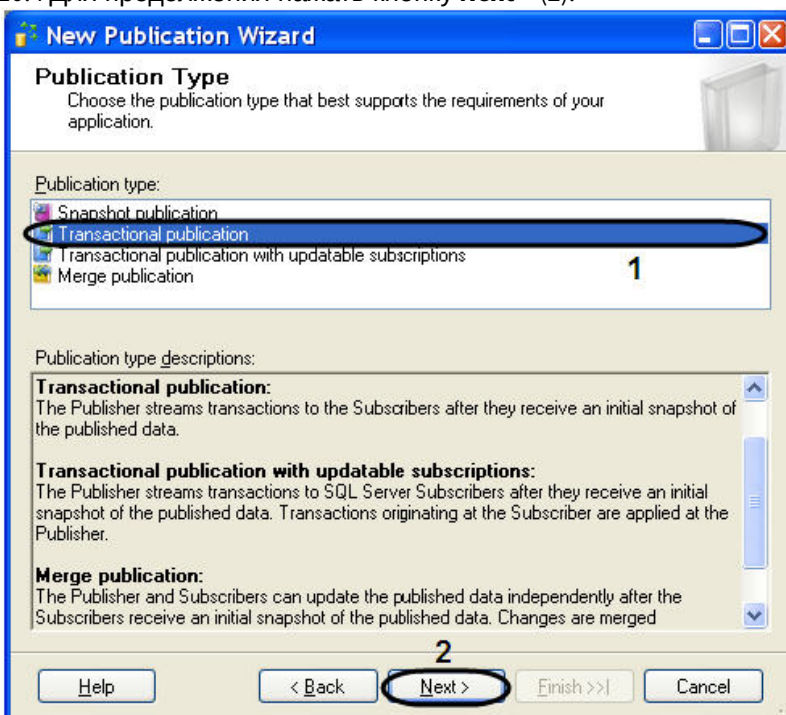 Для продолжения нажать кнопку Next> (2).
New Publication Wizard
Publication Type
Choose the publication type that best supports the requirements of your
application.
Publication type:
Snapshot publication
Transactional publication
Transactional publication with updatable subscriptions
1
Merge publication
Publication type descriptions:
Transactional publication:
The Publisher streams transactions to the Subscribers after they receive an initial snapshot of
the published data.
Transactional publication with updatable subscriptions:
The Publisher streams transactions to SQL Server Subscribers after they receive an initial
snapshot of the published data. Transactions originating at the Subscriber are applied at the
Publisher.
Merge publication:
The Publisher and Subscribers can update the published data independently after the
Subscribers receive an initial snapshot of the published data. Changes are merged
2
Help < Back Next > Finish >>| Cancel